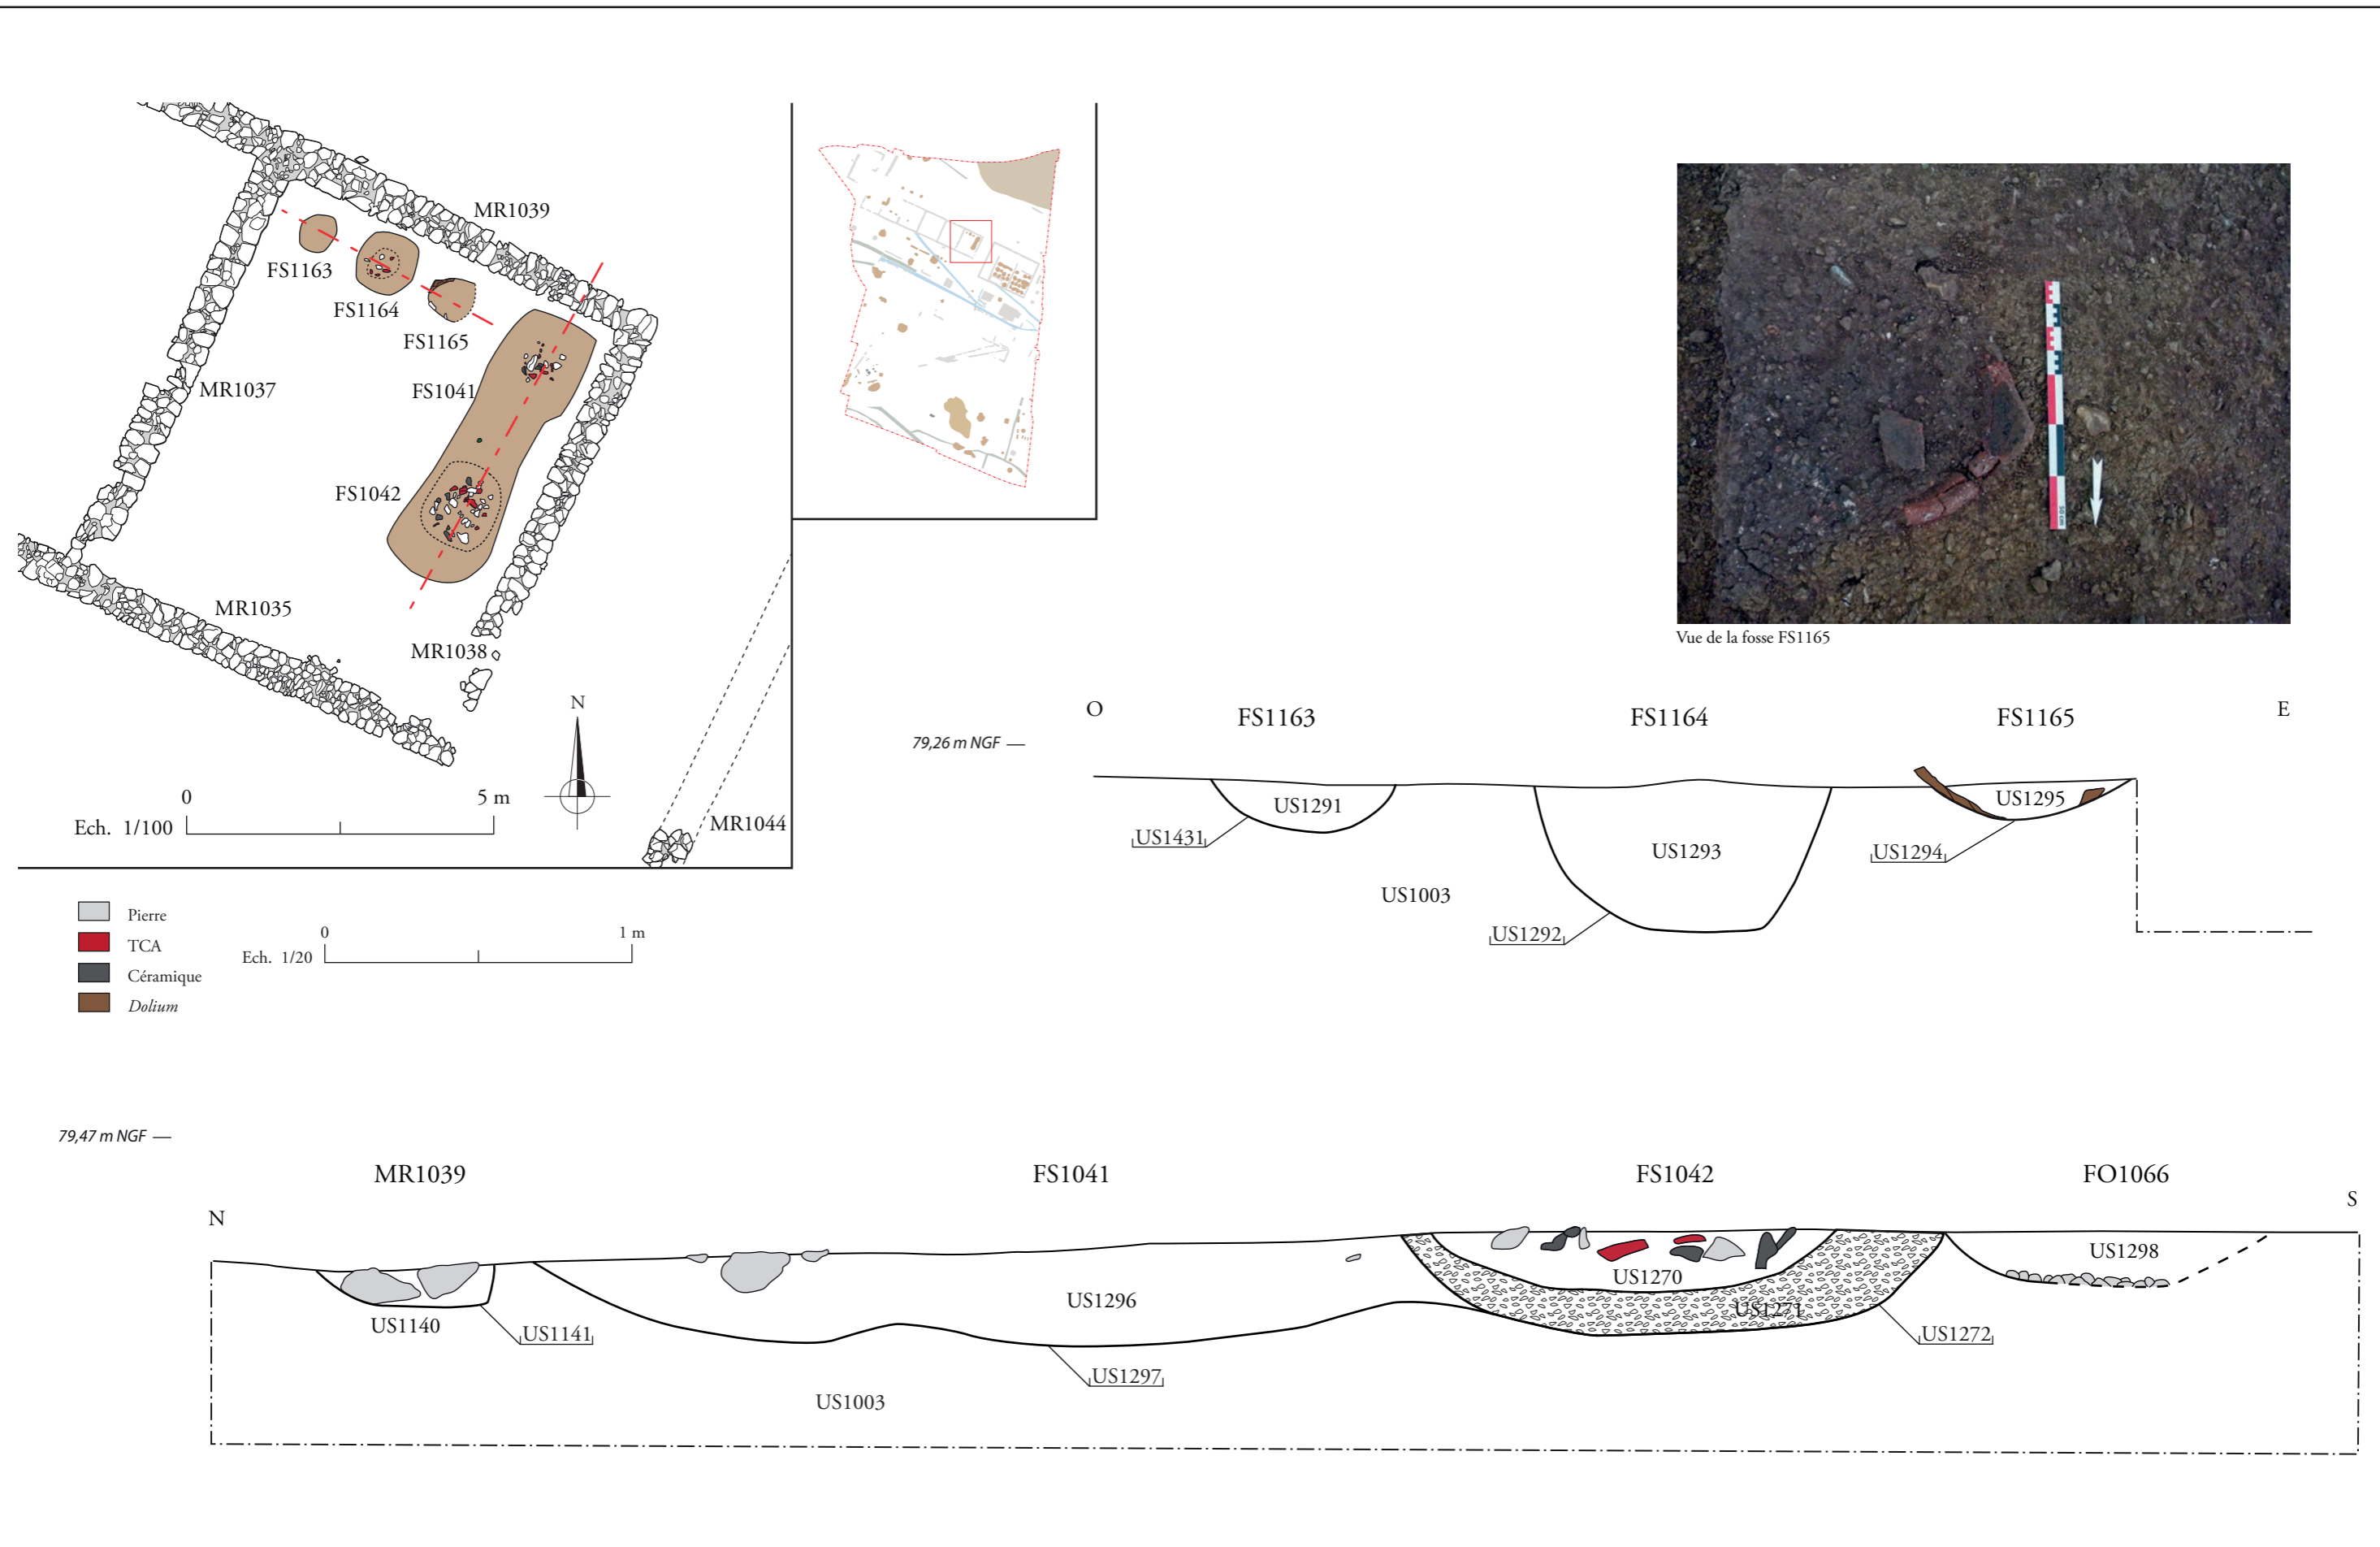 MR1039
FS1163
FS1164
FS1165
MR1037
FS1041
FS1042
MR1035
MR1038
N
0 5 m
Ech. 1/100
MR1044
Pierre
TCA
Céramique
Dolium
0 1 m
Ech. 1/20
Vue de la fosse FS1165
O E
FS1163 FS1164 FS1165
79,26 m NGF
US1291
US1295
US1431
US1293
US1294
US1003
US1292
79,47 m NGF
MR1039 FS1041 FS1042 FO1066
N S
US1298
US1270
US1296
US1271
US1140
US1141
US1272
US1297
US1003